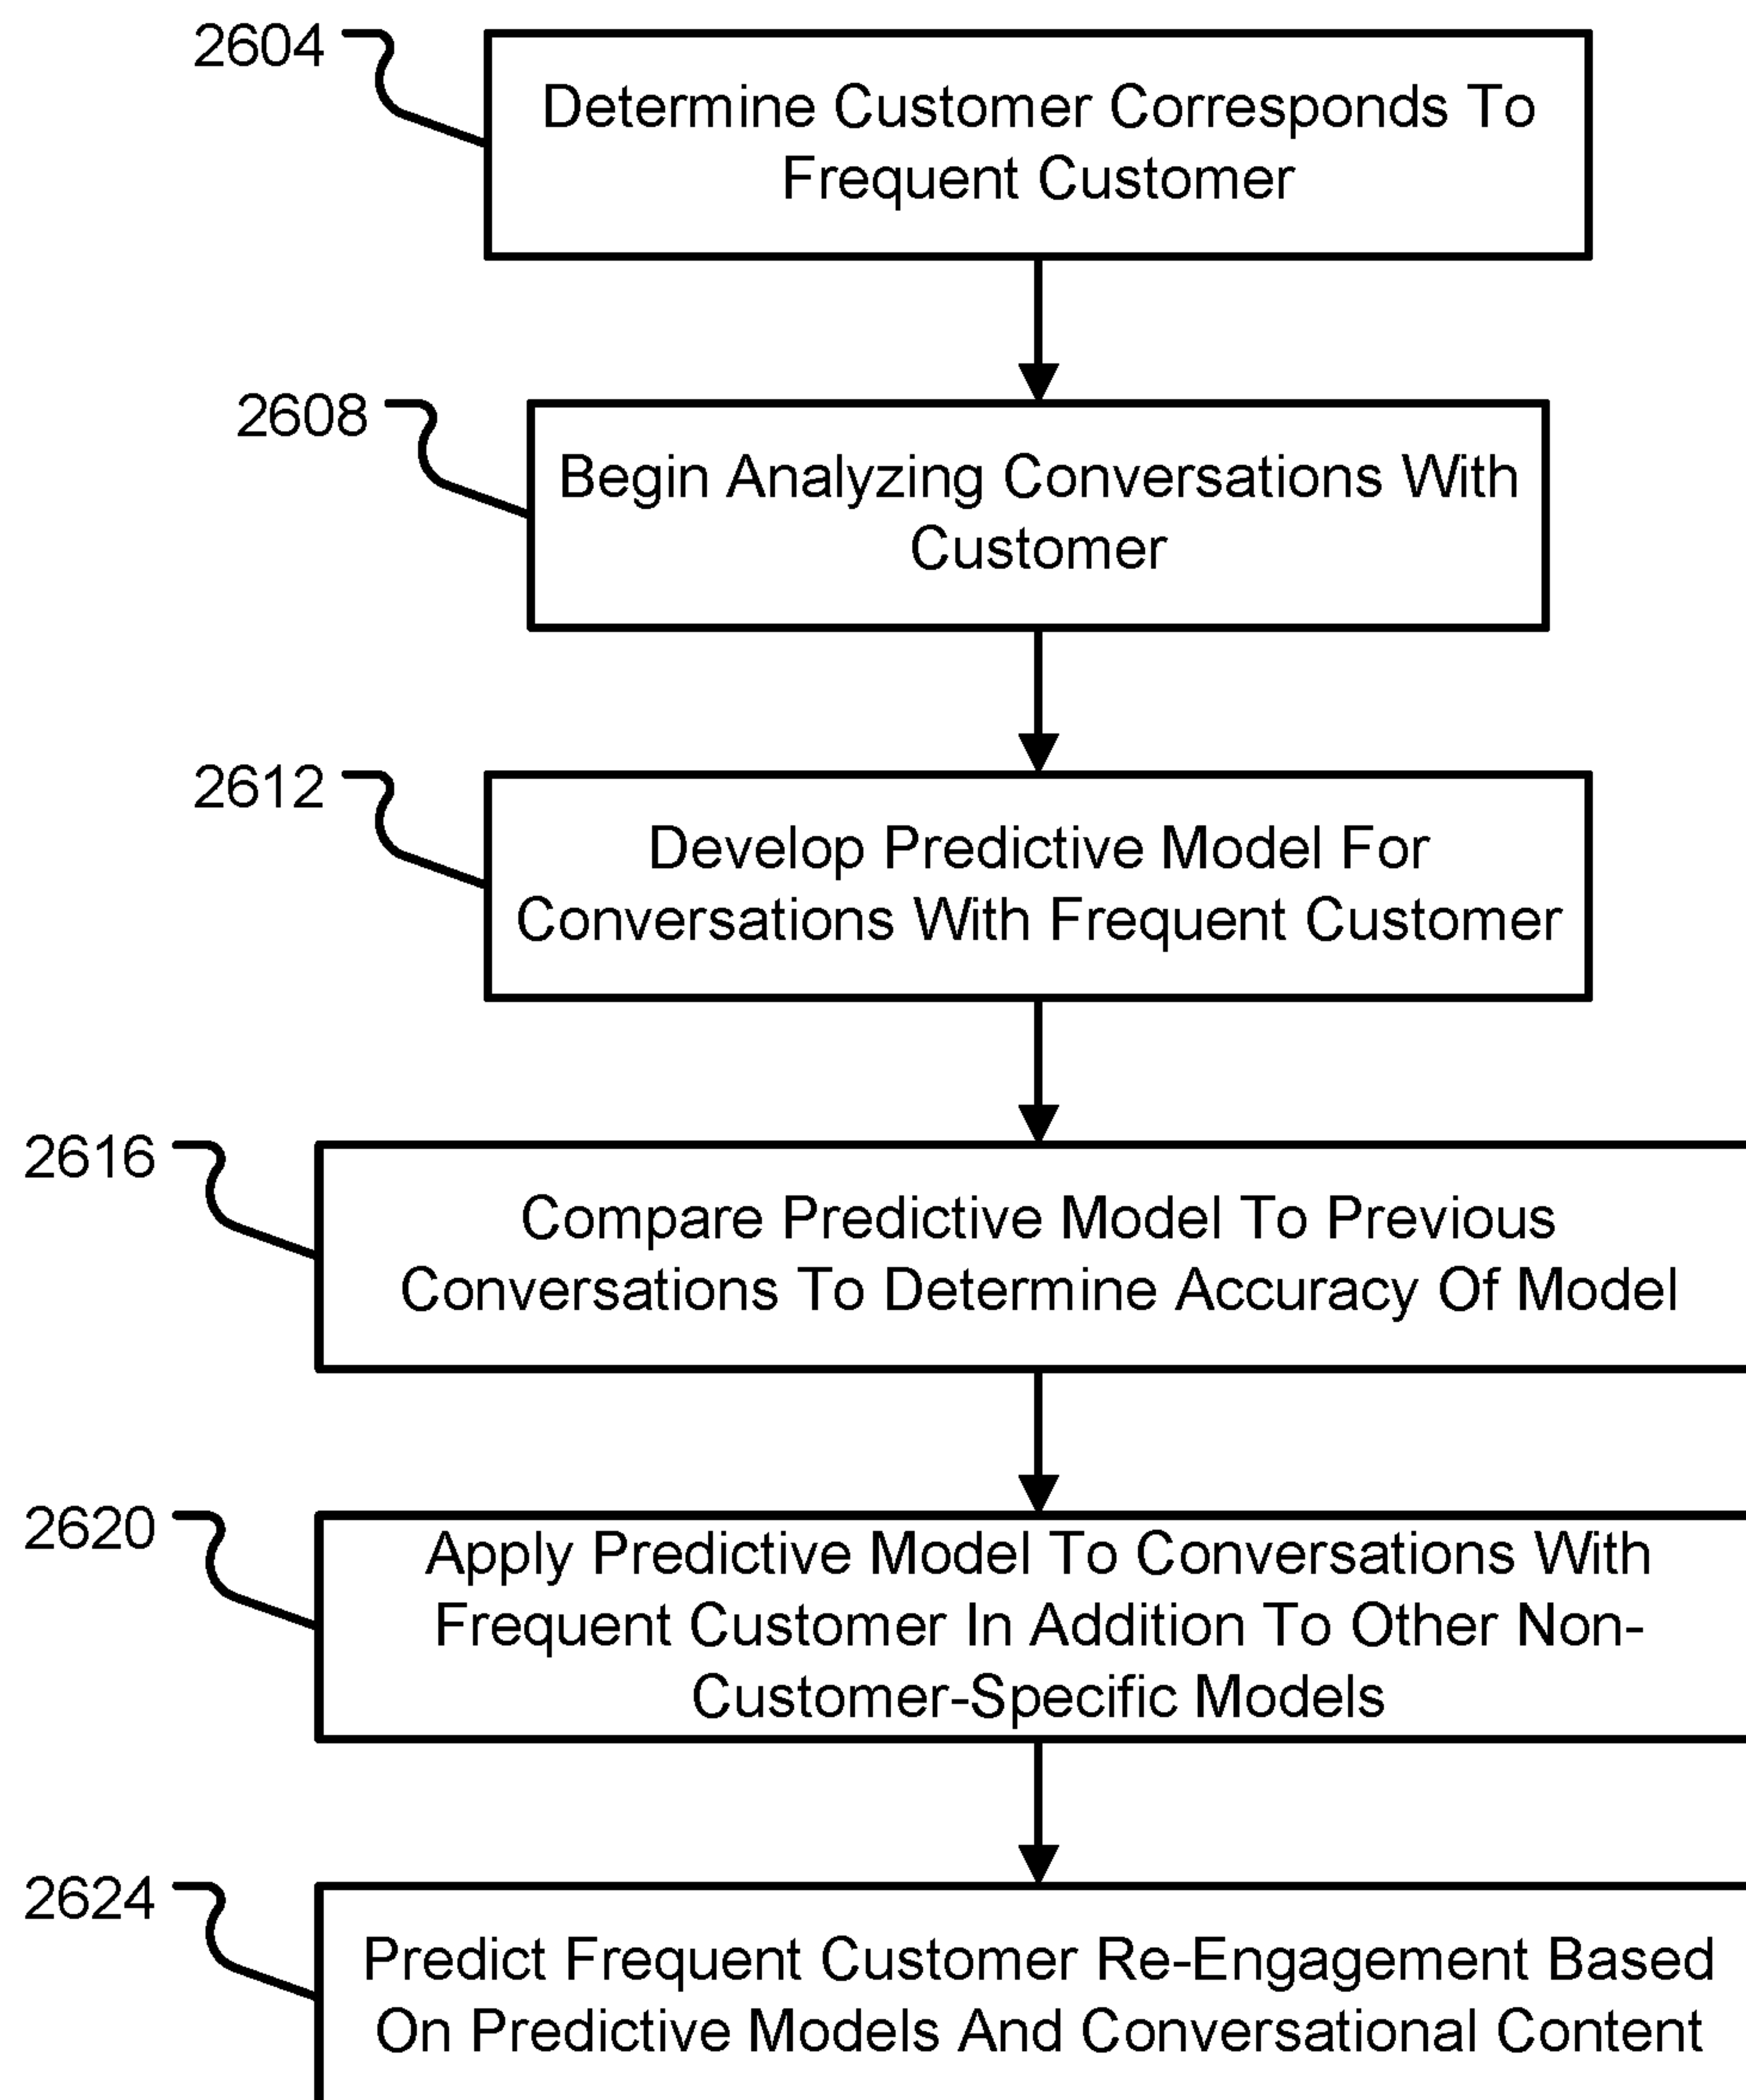 2604
Determine Customer Corresponds To
Frequent Customer
2608
Begin Analyzing Conversations With
Customer
2612
Develop Predictive Model For
Conversations With Frequent Customer
2616
Compare Predictive Model To Previous
Conversations To Determine Accuracy Of Model
2620
Apply Predictive Model To Conversations With
Frequent Customer In Addition To Other Non-
Customer-Specific Models
2624
Predict Frequent Customer Re-Engagement Based
On Predictive Models And Conversational Content